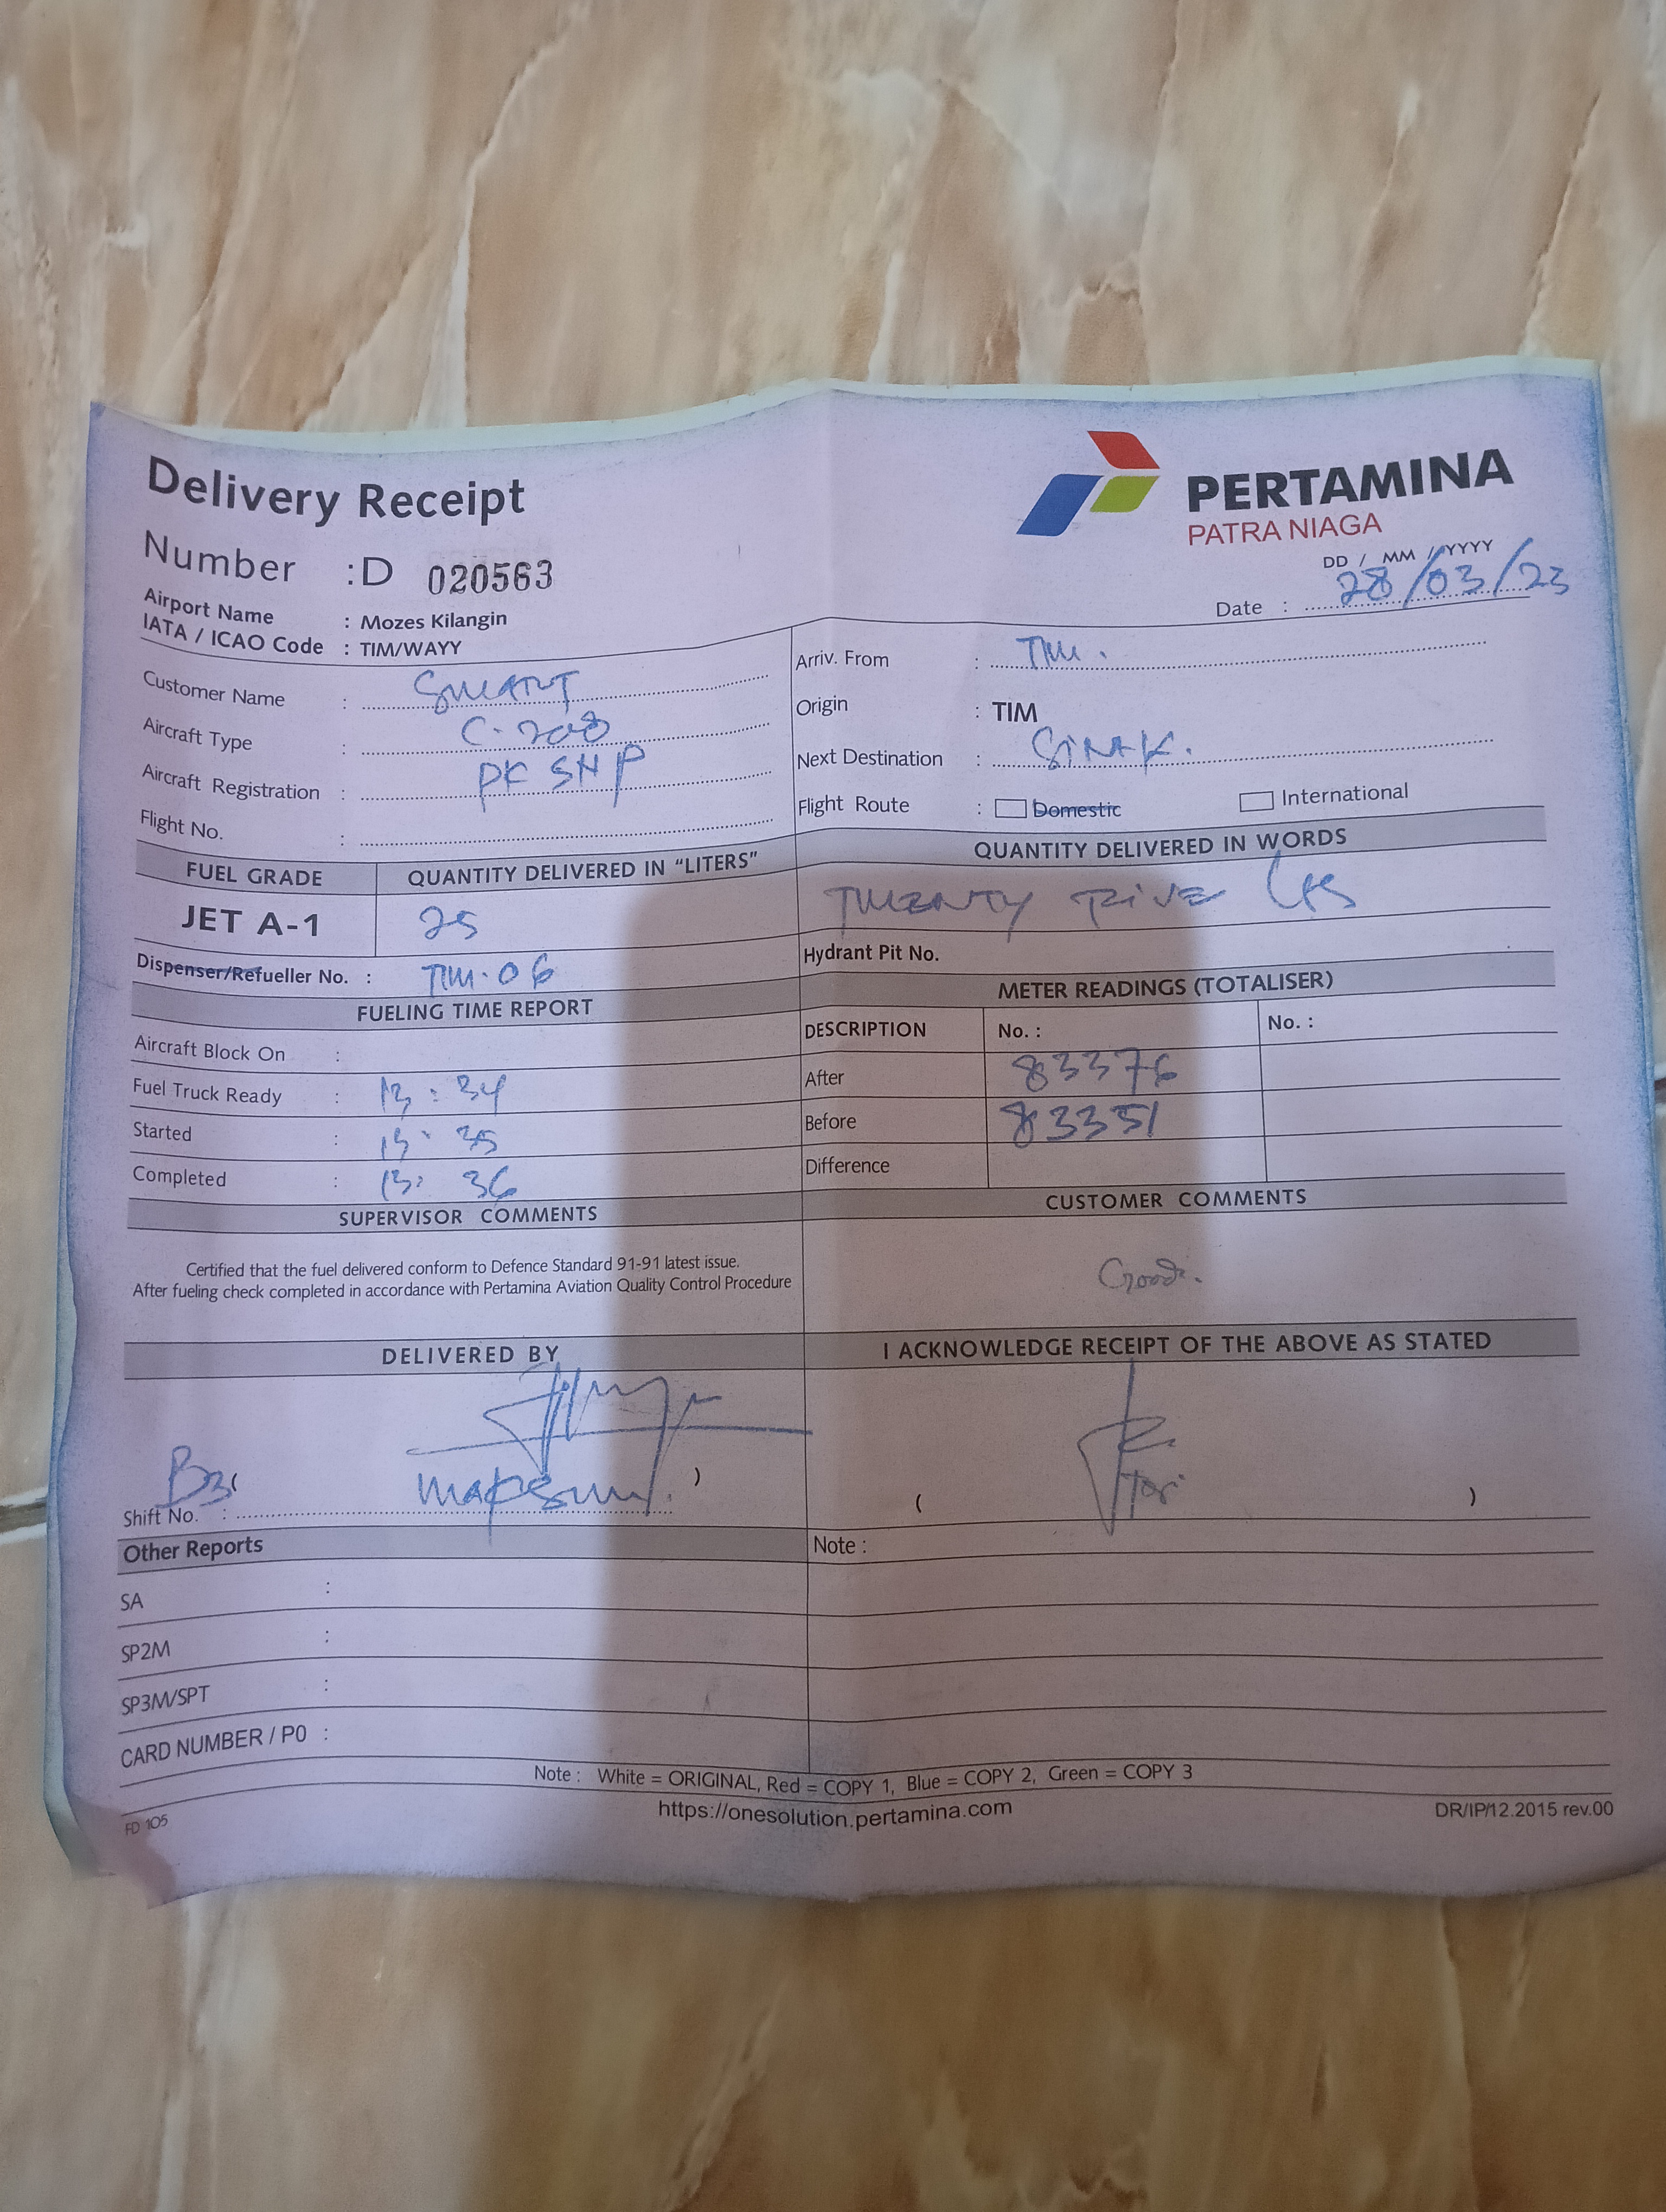 Delivery Receipt
PERTAMINA
PATRA NIAGA
Number : D 020563
DD / MM / YYYY
Date : 28/03/23
Airport Name : Mozes Kilangin
IATA / ICAO Code : TIM/WAYY
Customer Name : SMART
Aircraft Type : C-208
Aircraft Registration : PK SNP
Flight No. :
Arriv. From : TIM.
Origin : TIM
Next Destination : SINAK.
Flight Route : Domestic International
FUEL GRADE QUANTITY DELIVERED IN “LITERS” QUANTITY DELIVERED IN WORDS
JET A-1 25 TWENTY FIVE Lts
Dispenser/Refueller No. : TIM.06 Hydrant Pit No.
FUELING TIME REPORT
Aircraft Block On :
Fuel Truck Ready : 13:34
Started : 13:35
Completed : 13:36
METER READINGS (TOTALISER)
DESCRIPTION No. : No. :
After 83376
Before 83351
Difference
SUPERVISOR COMMENTS
Certified that the fuel delivered conform to Defence Standard 91-91 latest issue.
After fueling check completed in accordance with Pertamina Aviation Quality Control Procedure
CUSTOMER COMMENTS
Good.
DELIVERED BY
B3 ( )
Shift No. :
I ACKNOWLEDGE RECEIPT OF THE ABOVE AS STATED
( )
Other Reports
SA :
SP2M :
SP3M/SPT :
CARD NUMBER / P0 :
Note :
Note : White = ORIGINAL, Red = COPY 1, Blue = COPY 2, Green = COPY 3
https://onesolution.pertamina.com
FD 105
DR/IP/12.2015 rev.00